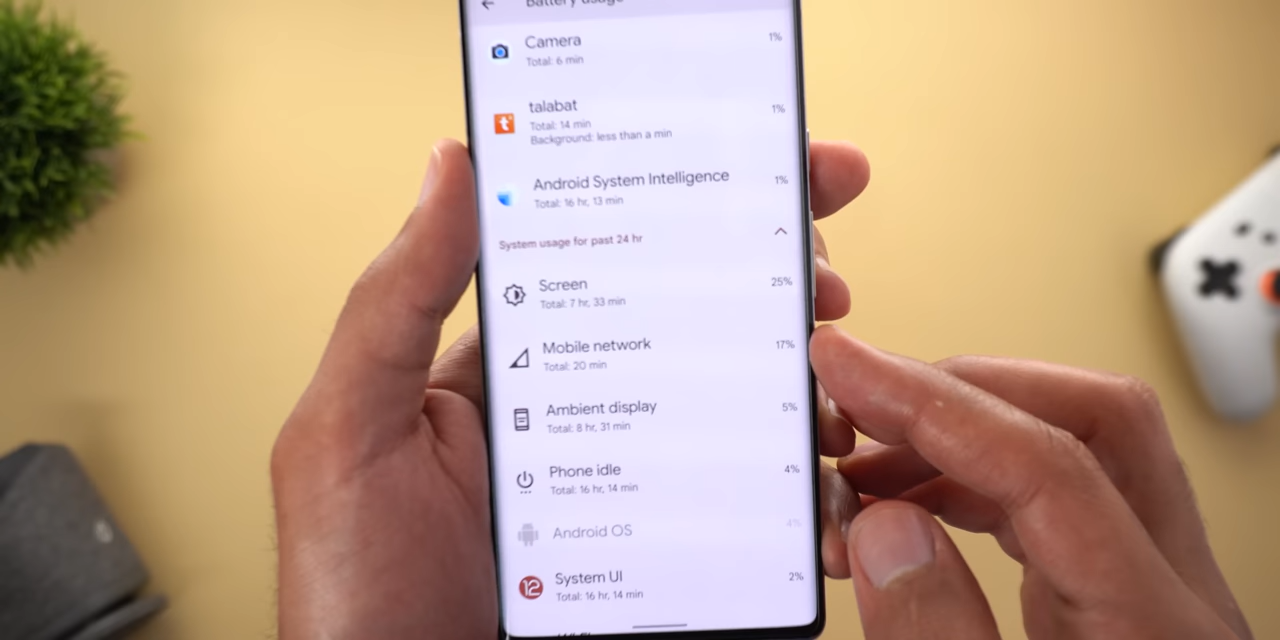 Battery usage
Camera
1%
Total: 6 min
talabat
1%
Total: 14 min
Background: less than a min
Android System Intelligence
1%
Total: 16 hr, 13 min
System usage for past 24 hr
Screen
25%
Total: 7 hr, 33 min
Mobile network
17%
Total: 20 min
Ambient display
5%
Total: 8 hr, 31 min
Phone idle
4%
Total: 16 hr, 14 min
Android OS
4%
System UI
2%
Total: 16 hr, 14 min